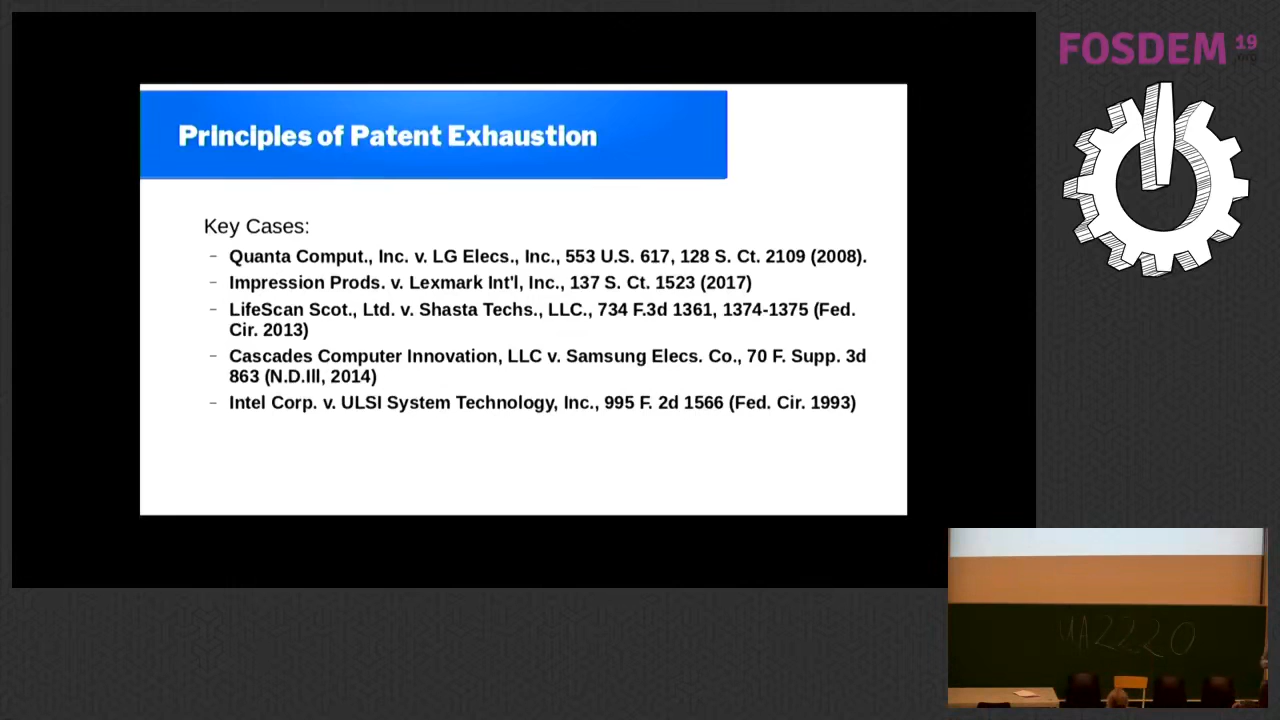 FOSDEM 19
Principles of Patent Exhaustion
Key Cases:
– Quanta Comput., Inc. v. LG Elecs., Inc., 553 U.S. 617, 128 S. Ct. 2109 (2008).
– Impression Prods. v. Lexmark Int'l, Inc., 137 S. Ct. 1523 (2017)
– LifeScan Scot., Ltd. v. Shasta Techs., LLC., 734 F.3d 1361, 1374-1375 (Fed.
Cir. 2013)
– Cascades Computer Innovation, LLC v. Samsung Elecs. Co., 70 F. Supp. 3d
863 (N.D.Ill, 2014)
– Intel Corp. v. ULSI System Technology, Inc., 995 F. 2d 1566 (Fed. Cir. 1993)
UA2220